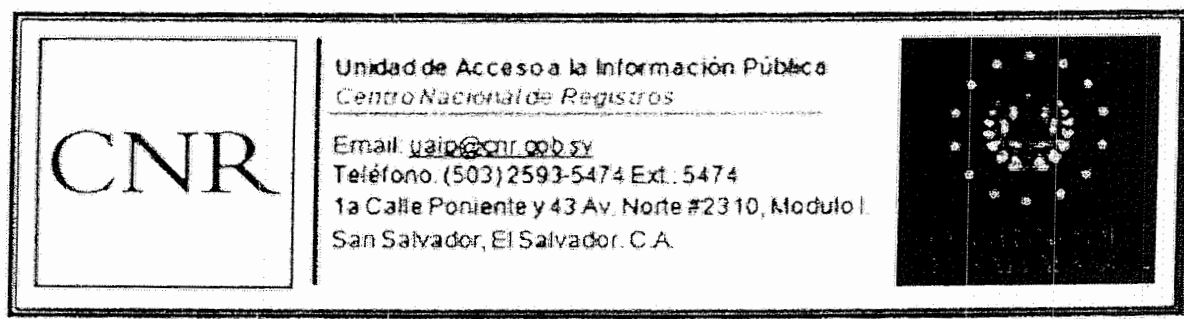 CNR
Unidad de Acceso a la Información Pública
Centro Nacional de Registros
Email: uaip@cnr.gob.sv
Teléfono. (503) 2593-5474 Ext.: 5474
1a Calle Poniente y 43 Av. Norte #2310, Modulo I.
San Salvador, El Salvador. C.A.